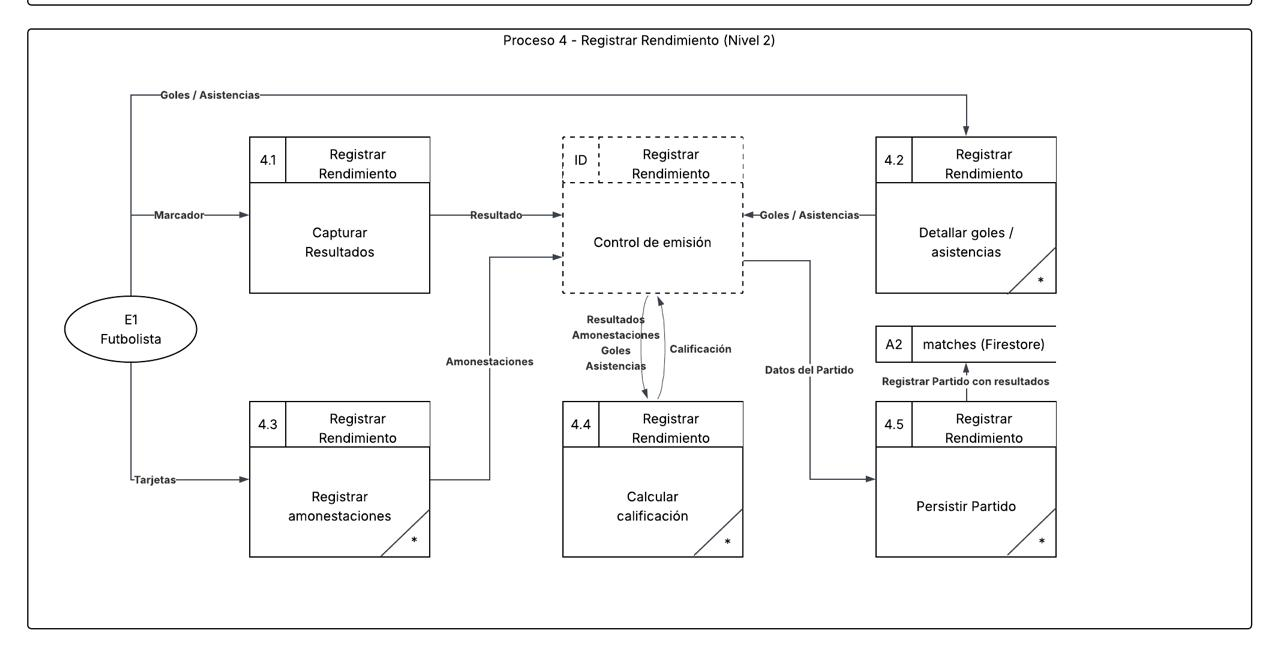 Proceso 4 - Registrar Rendimiento (Nivel 2)
Goles / Asistencias
4.1
Registrar
Rendimiento
Capturar
Resultados
ID
Registrar
Rendimiento
Control de emisión
4.2
Registrar
Rendimiento
Detallar goles /
asistencias
*
Marcador
Resultado
Goles / Asistencias
E1
Futbolista
Amonestaciones
Resultados
Amonestaciones
Goles
Asistencias
Calificación
Datos del Partido
A2
matches (Firestore)
Registrar Partido con resultados
Tarjetas
4.3
Registrar
Rendimiento
Registrar
amonestaciones
*
4.4
Registrar
Rendimiento
Calcular
calificación
*
4.5
Registrar
Rendimiento
Persistir Partido
*